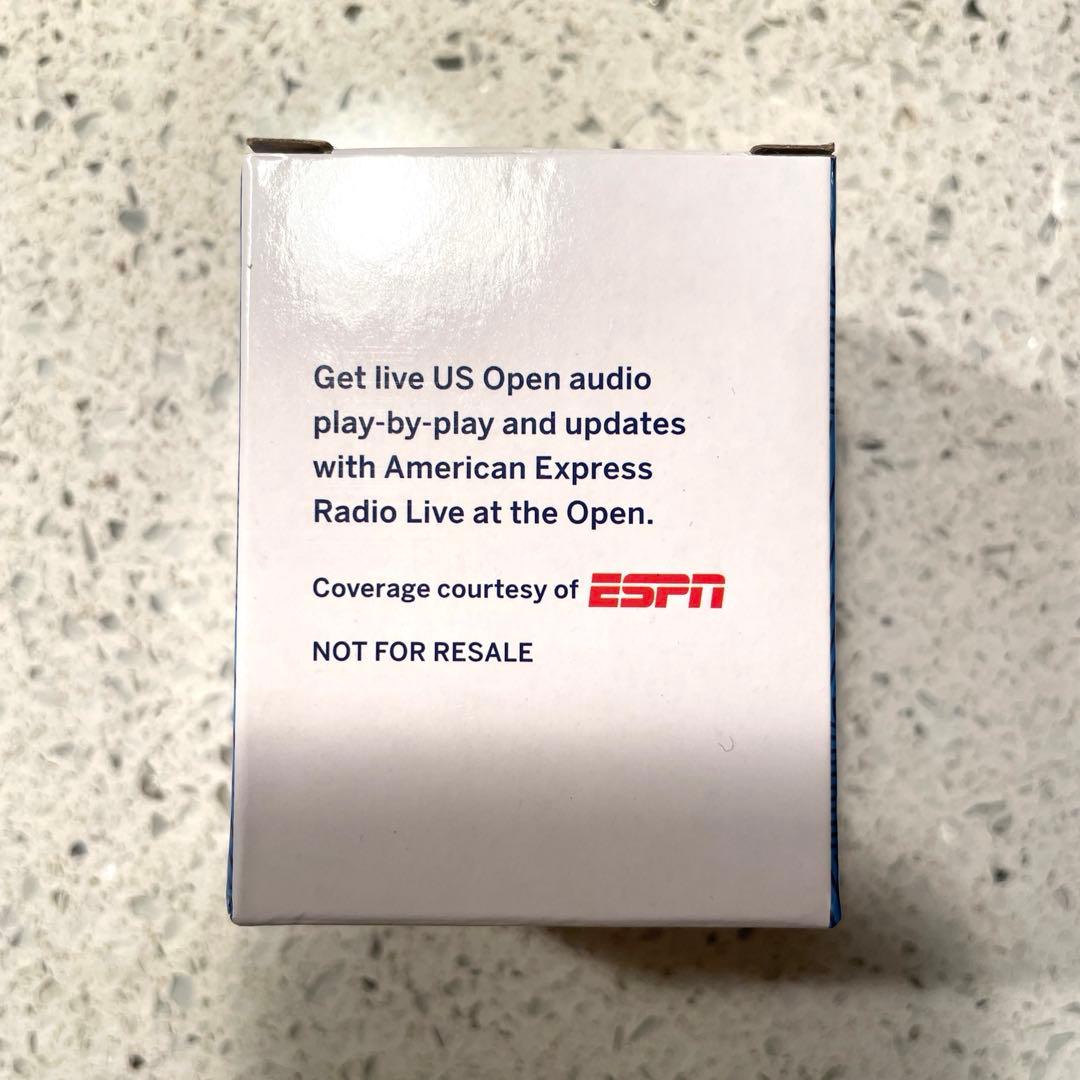 Get live US Open audio
play-by-play and updates
with American Express
Radio Live at the Open.
Coverage courtesy of ESPN
NOT FOR RESALE